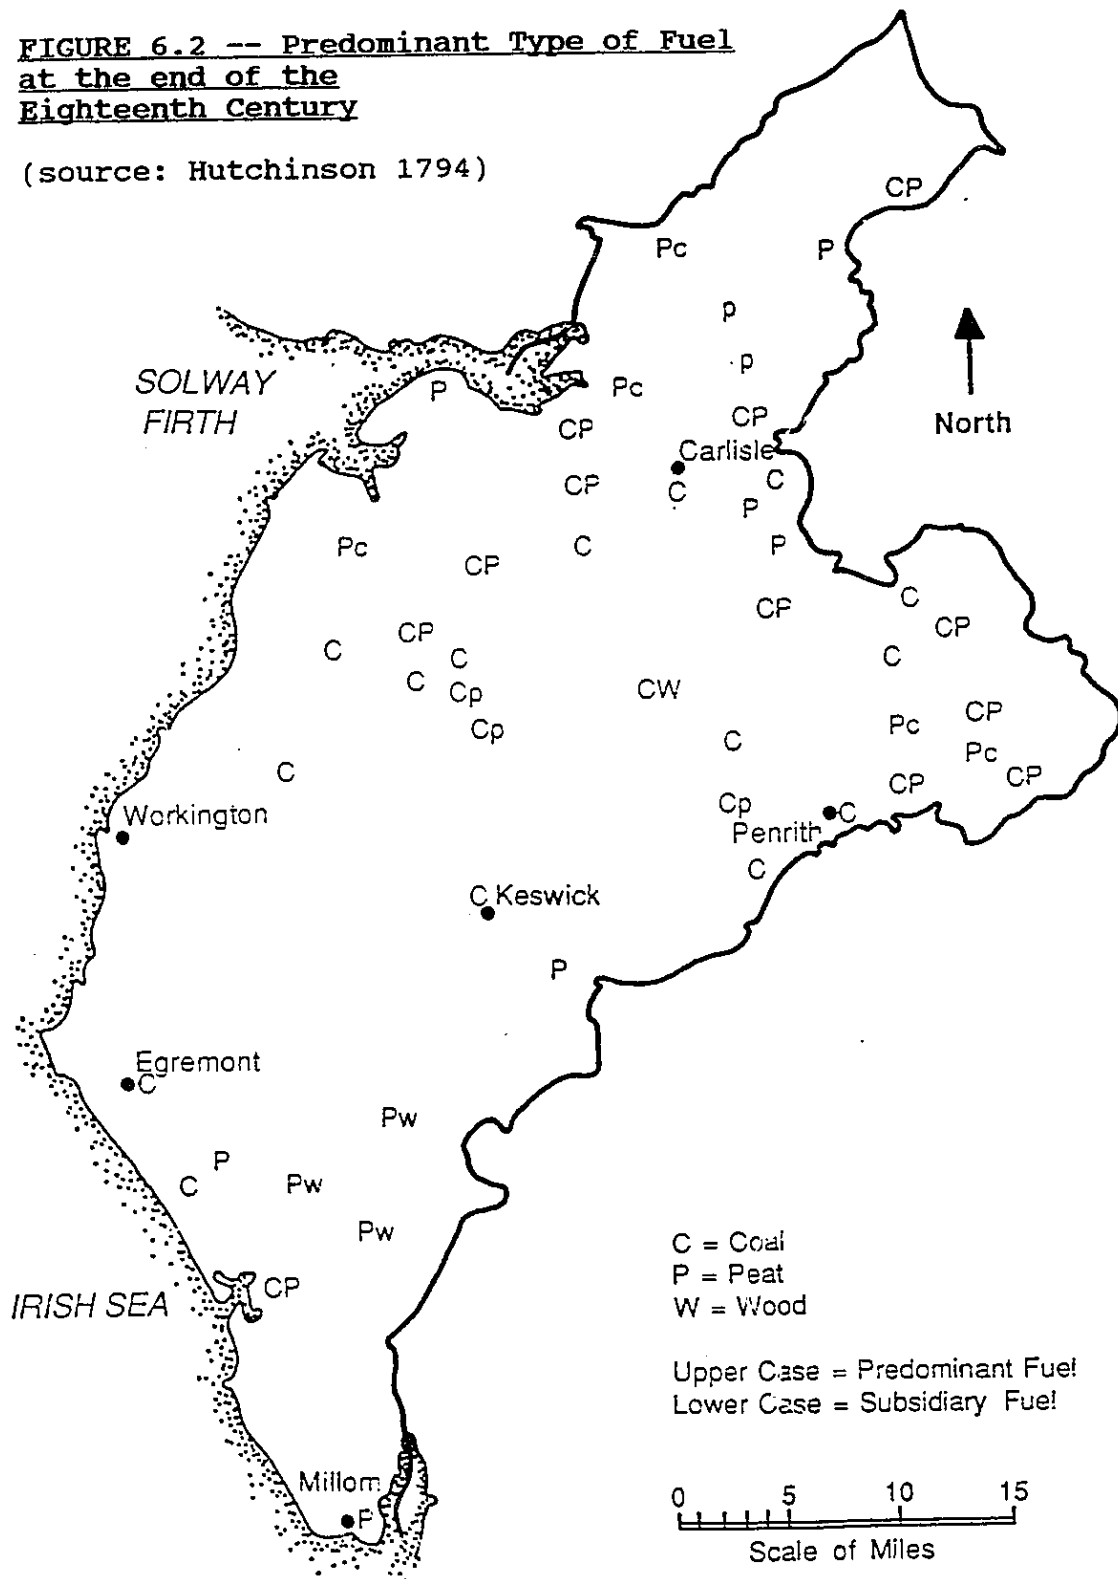 FIGURE 6.2 -- Predominant Type of Fuel
at the end of the
Eighteenth Century
(source: Hutchinson 1794)
CP
Pc
P
p
p
SOLWAY
FIRTH
P
Pc
CP
CP
North
Carlisle
C
C
CP
P
Pc
C
P
CP
C
CP
CP
CP
C
C
C
C
Cp
CW
Cp
CP
Pc
C
Pc
C
CP
CP
Workington
Cp
C
Penrith
C
C Keswick
P
Egremont
C
Pw
P
C
Pw
Pw
CP
IRISH SEA
C = Coal
P = Peat
W = Wood
Upper Case = Predominant Fuel
Lower Case = Subsidiary Fuel
Millom
P
0 5 10 15
Scale of Miles